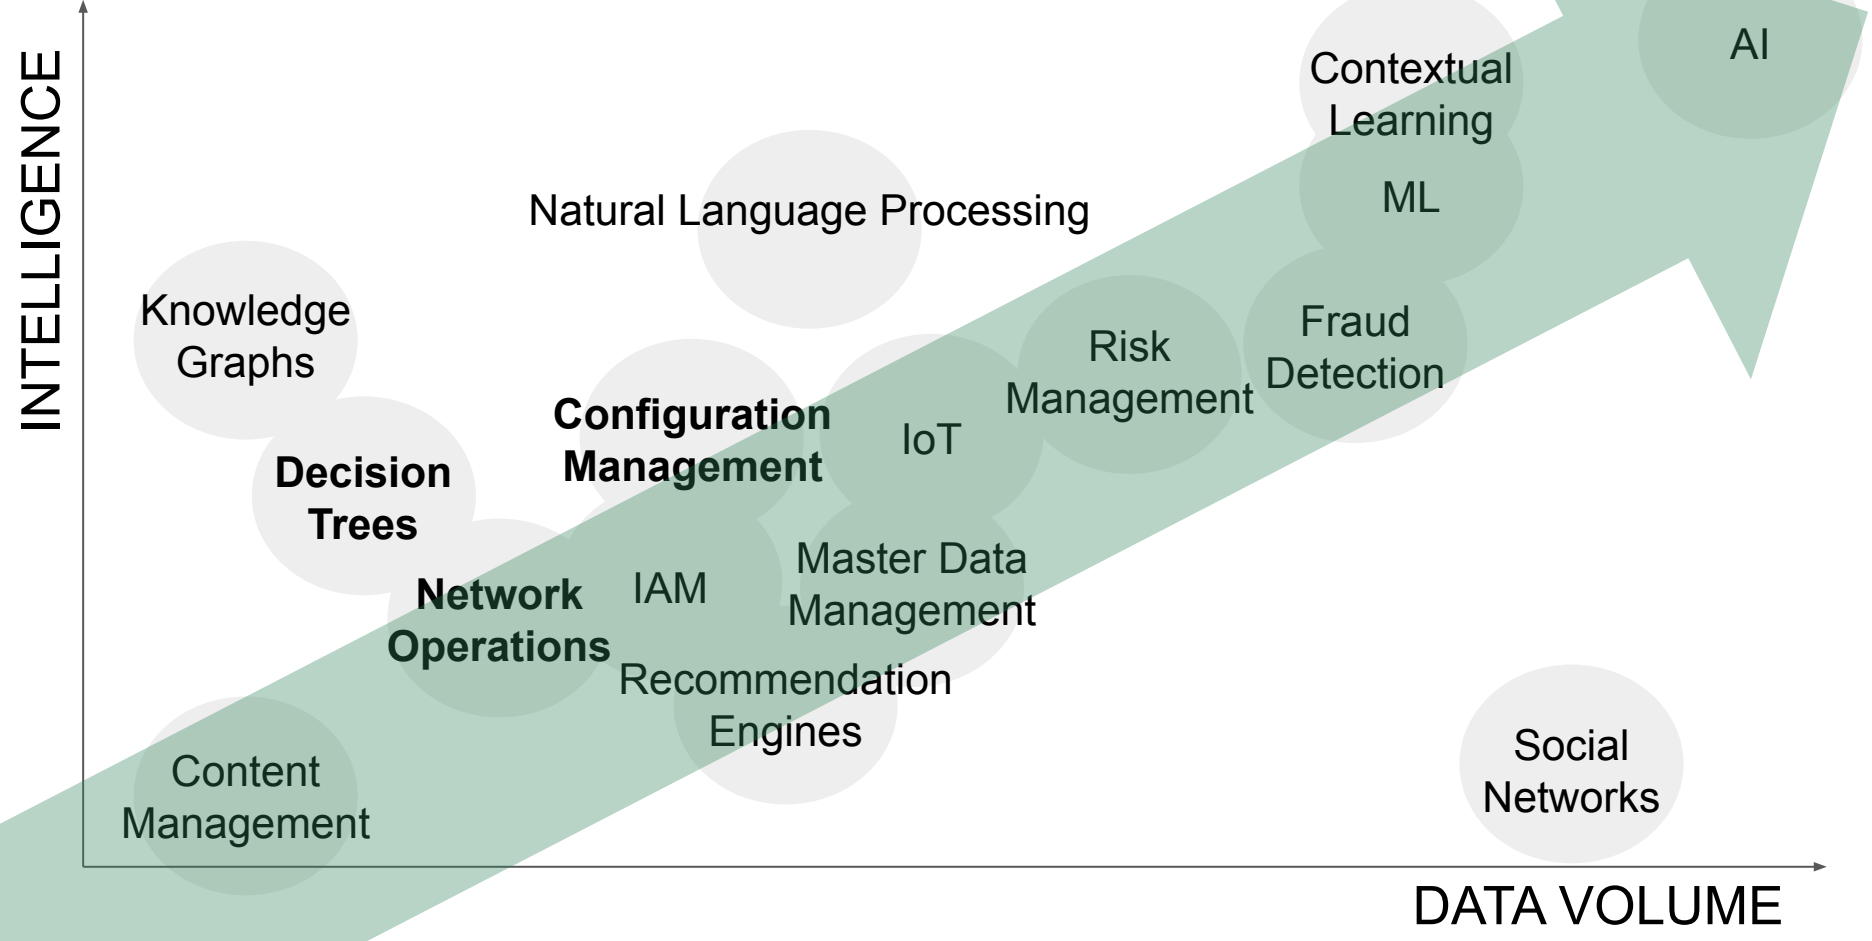 INTELLIGENCE
AI
Contextual
Learning
ML
Natural Language Processing
Knowledge
Graphs
Risk
Management
Fraud
Detection
Configuration
Management
IoT
Decision
Trees
Network
Operations
IAM
Master Data
Management
Recommendation
Engines
Content
Management
Social
Networks
DATA VOLUME